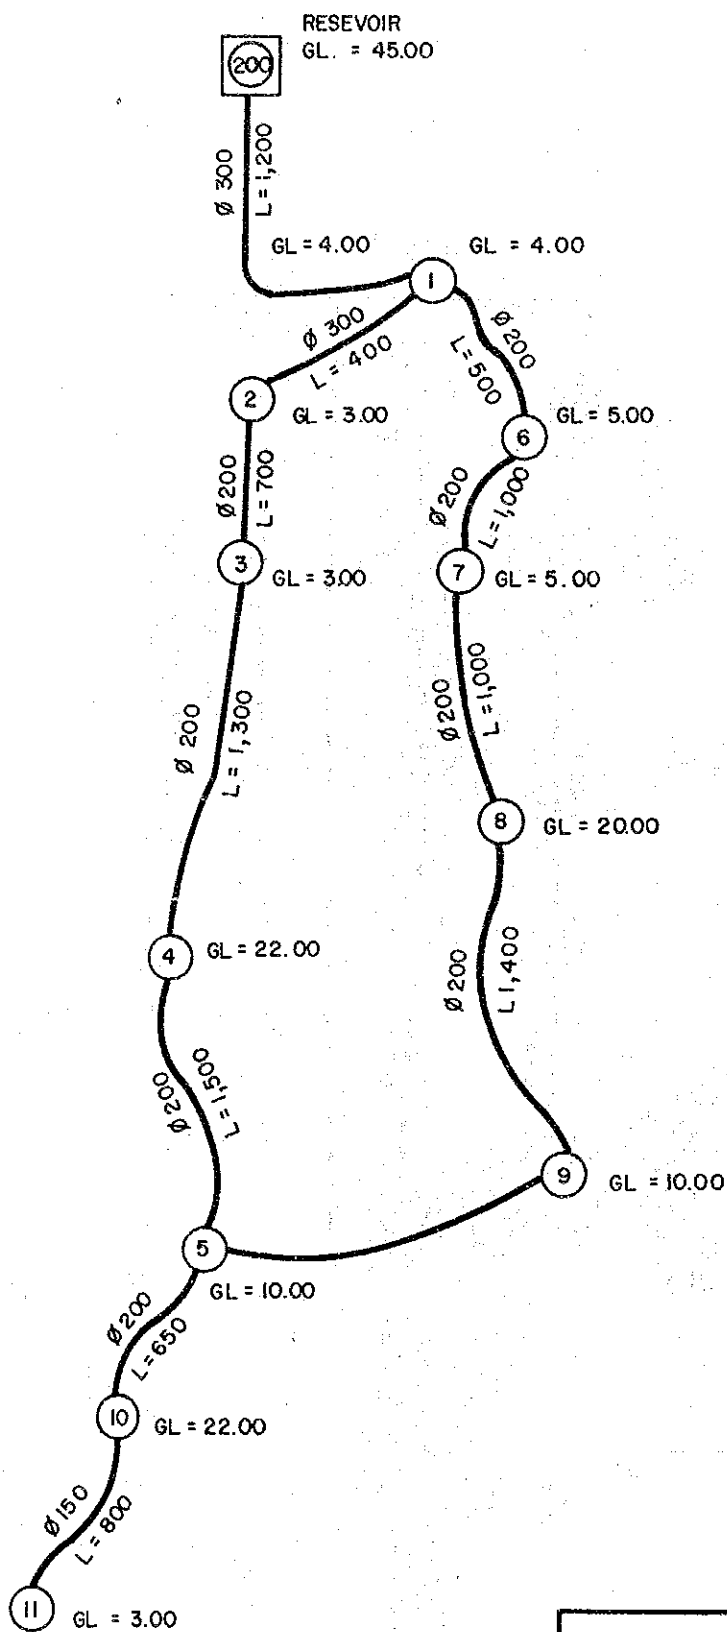 RESEVOIR
GL. = 45.00
200
Ø 300
L = 1,200
GL = 4.00
GL = 4.00
1
Ø 300
L = 400
Ø 200
L = 500
2
GL = 3.00
GL = 5.00
6
Ø 200
L = 700
Ø 200
L = 1,000
3
GL = 3.00
7
GL = 5.00
Ø 200
L = 1,300
Ø 200
L = 1,000
8
GL = 20.00
4
GL = 22.00
Ø 200
L 1,400
Ø 200
L = 1,500
9
GL = 10.00
5
GL = 10.00
Ø 200
L = 650
10
GL = 22.00
Ø 150
L = 800
11
GL = 3.00